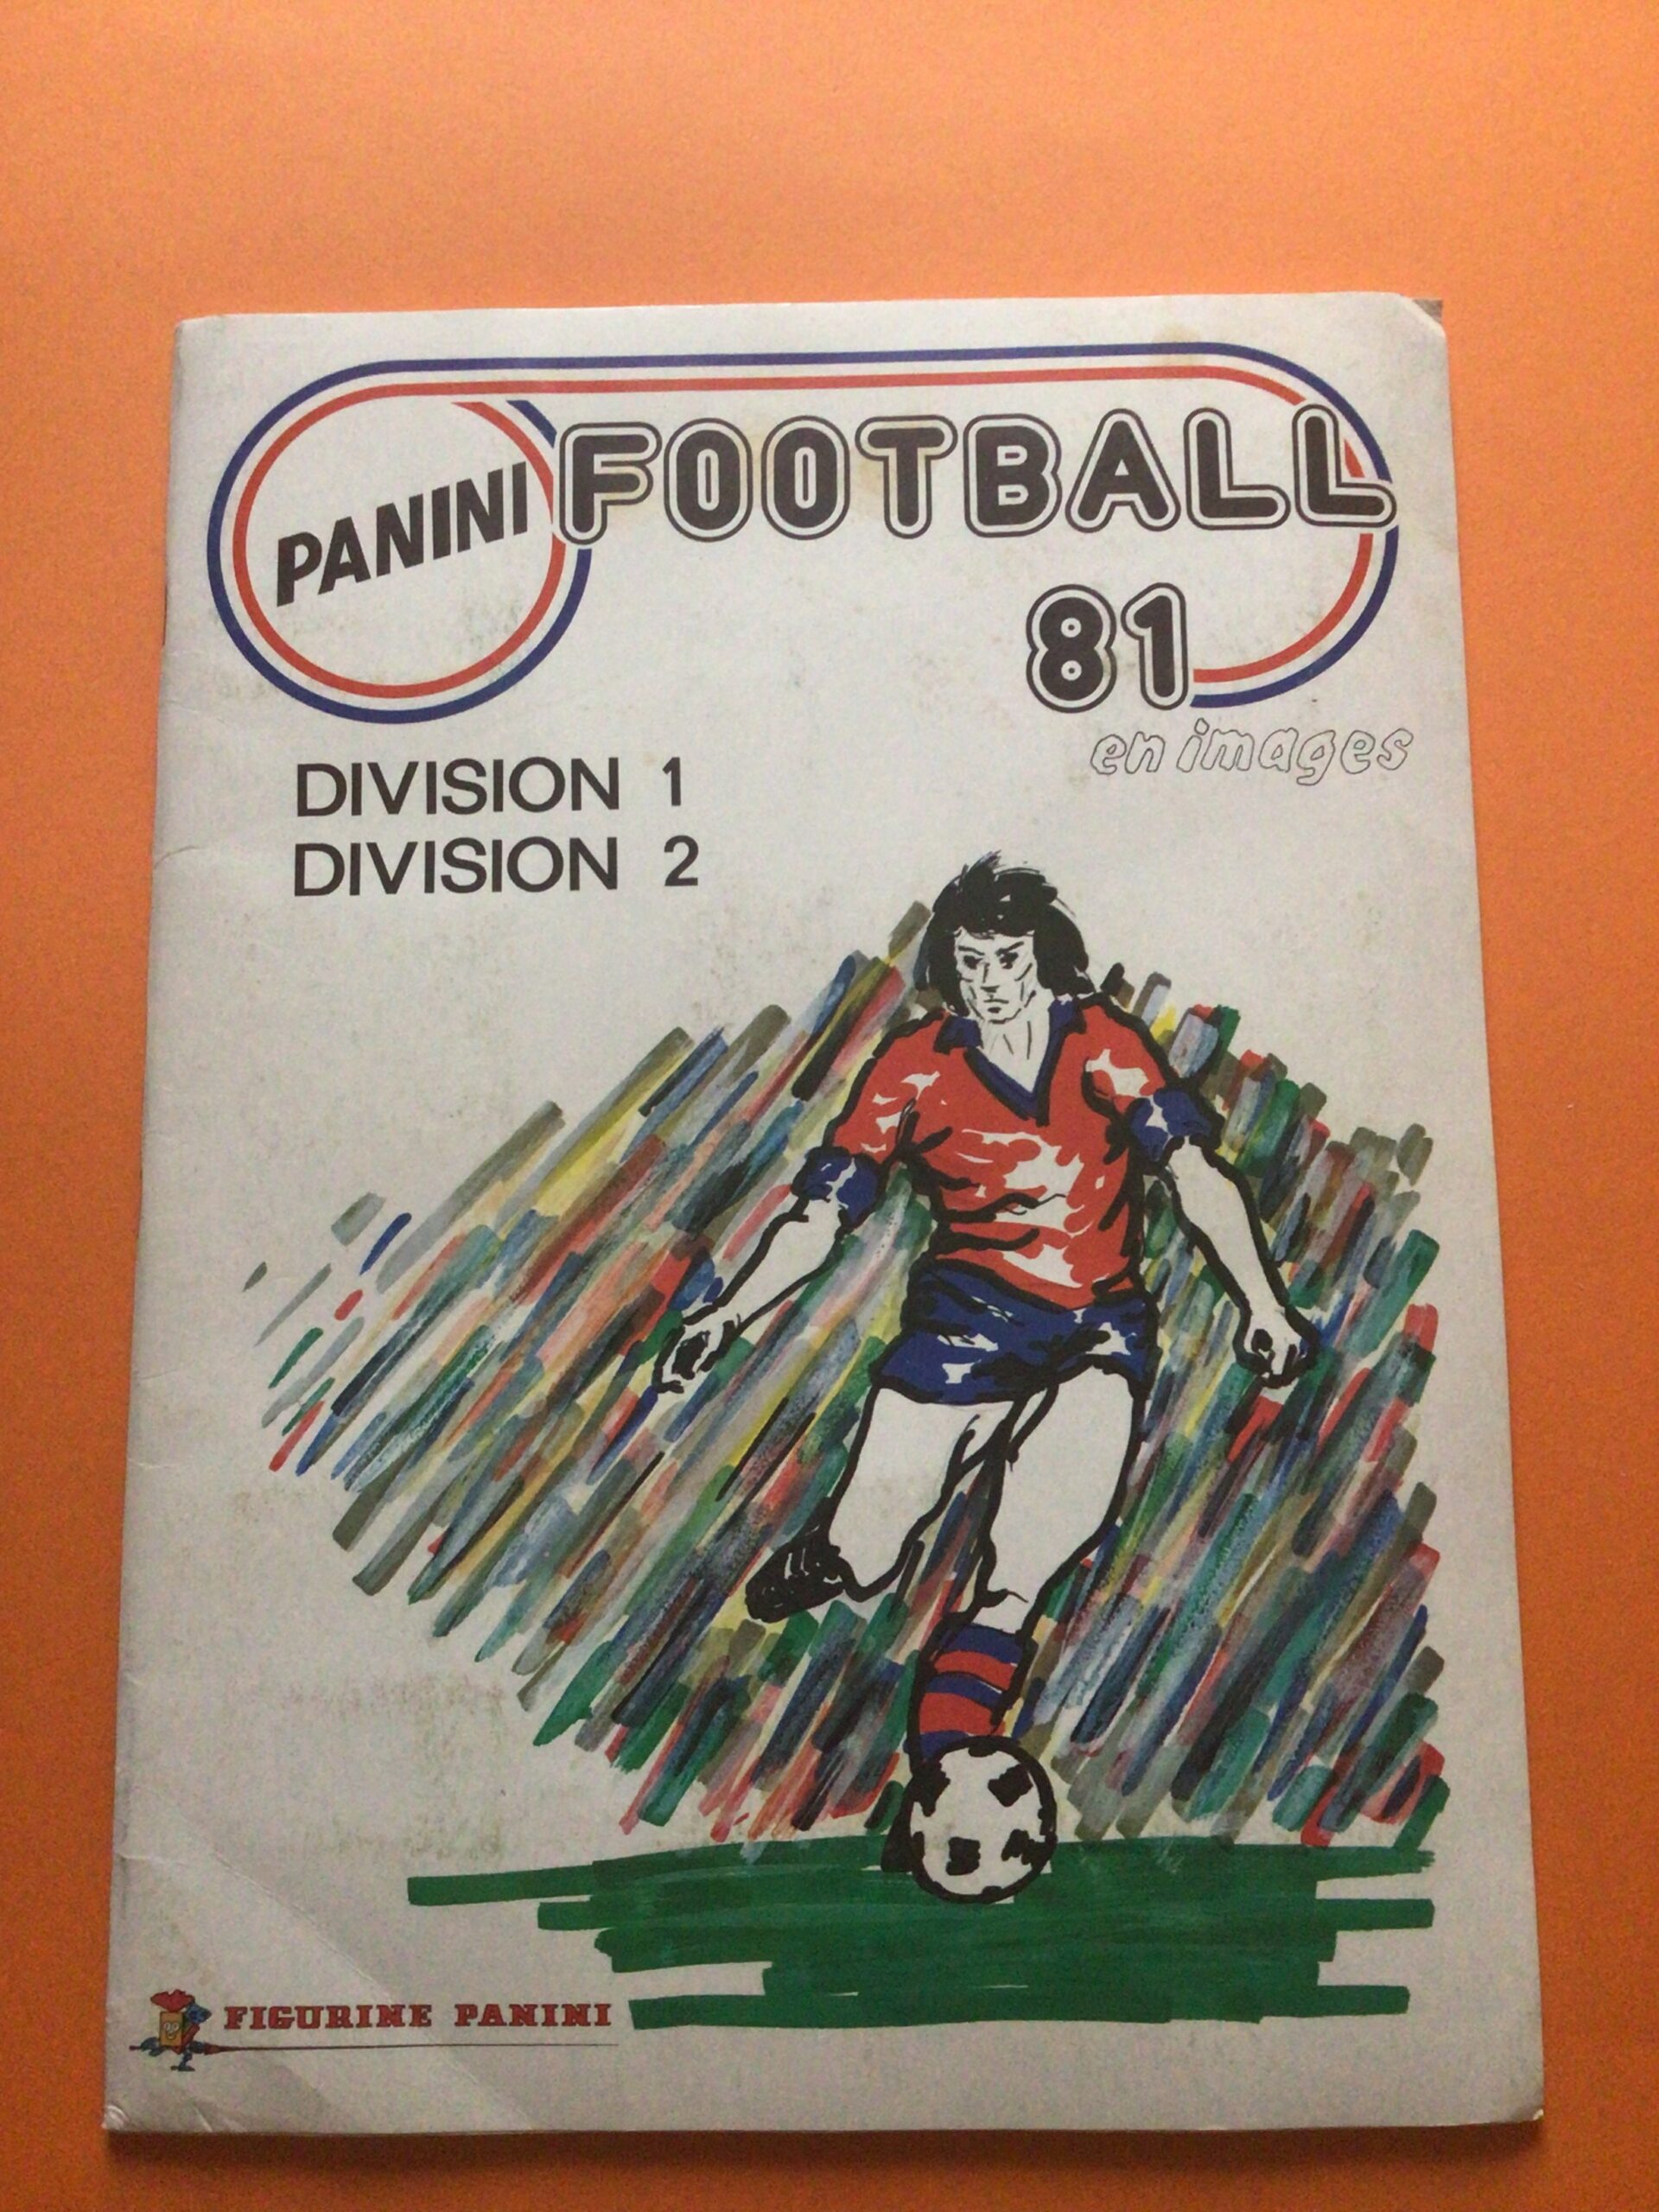 PANINI
FOOTBALL
81
en images
DIVISION 1
DIVISION 2
FIGURINE PANINI